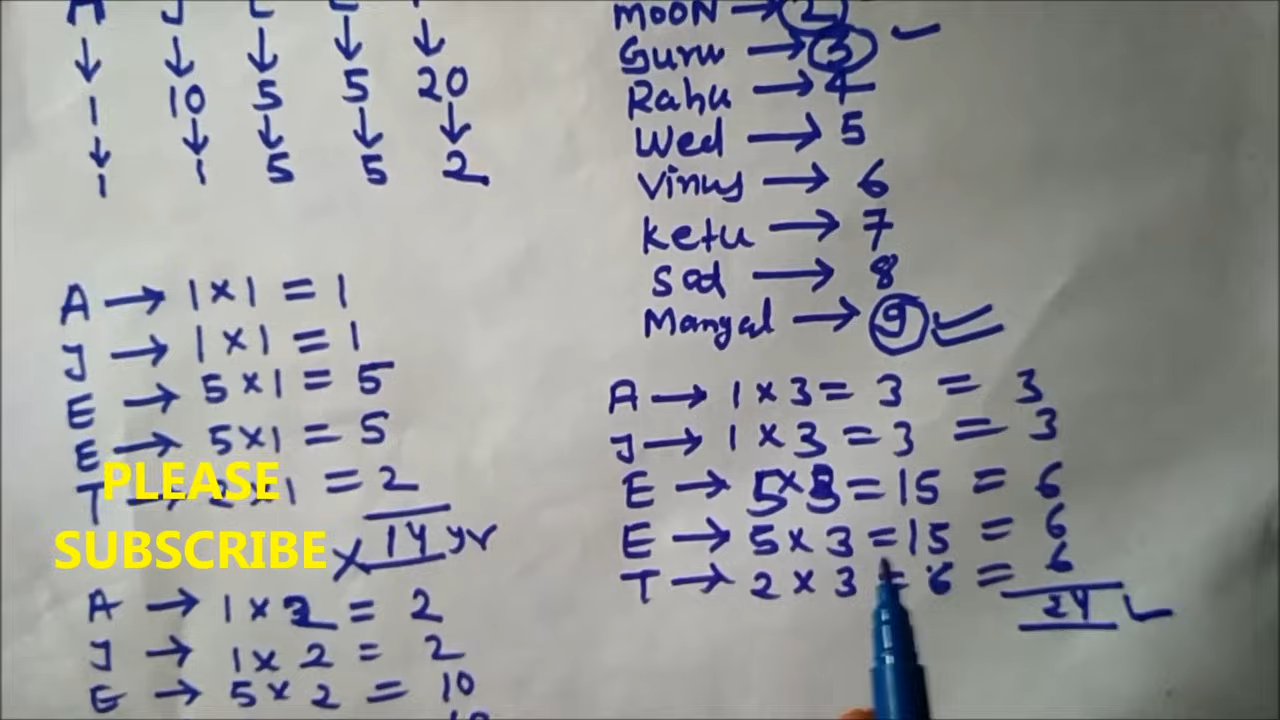 1 10 5 5 20
1 1 5 5 2
A → 1 × 1 = 1
J → 1 × 1 = 1
E → 5 × 1 = 5
E → 5 × 1 = 5
T → 2 × 1 = 2
× 14 yr
PLEASE
SUBSCRIBE
A → 1 × 2 = 2
J → 1 × 2 = 2
E → 5 × 2 = 10
MOON → 2
Guru → 3
Rahu → 4
Wed → 5
Vinus → 6
Ketu → 7
→ 8
Mangal → 9
A → 1 × 3 = 3 = 3
J → 1 × 3 = 3 = 3
E → 5 × 3 = 15 = 6
E → 5 × 3 = 15 = 6
T → 2 × 3 = 6 = 6
24